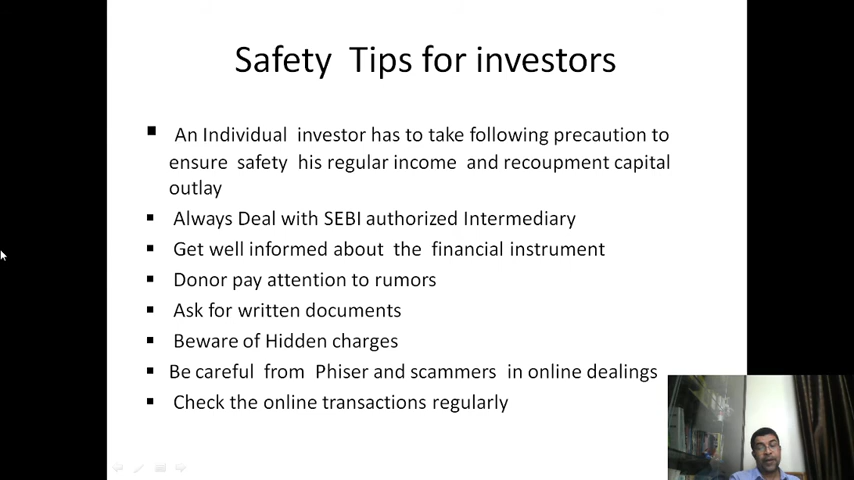 Safety Tips for investors
An Individual investor has to take following precaution to
ensure safety his regular income and recoupment capital
outlay
Always Deal with SEBI authorized Intermediary
Get well informed about the financial instrument
Donor pay attention to rumors
Ask for written documents
Beware of Hidden charges
Be careful from Phiser and scammers in online dealings
Check the online transactions regularly